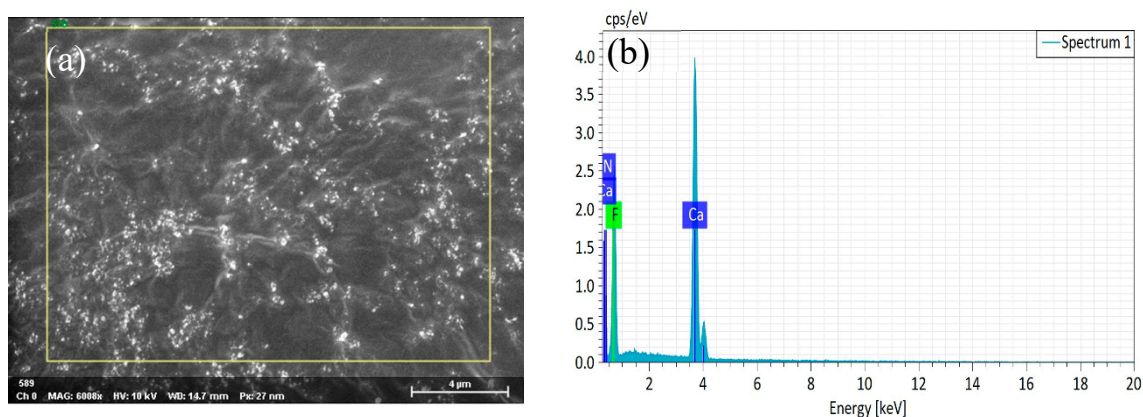 (a)
589
Ch 0 MAG: 6008x HV: 10 kV WD: 14.7 mm Px: 27 nm
4 µm
cps/eV
(b)
Spectrum 1
4.0
3.5
3.0
2.5
2.0
1.5
1.0
0.5
0.0
N
Ca
F
Ca
2 4 6 8 10 12 14 16 18 20
Energy [keV]